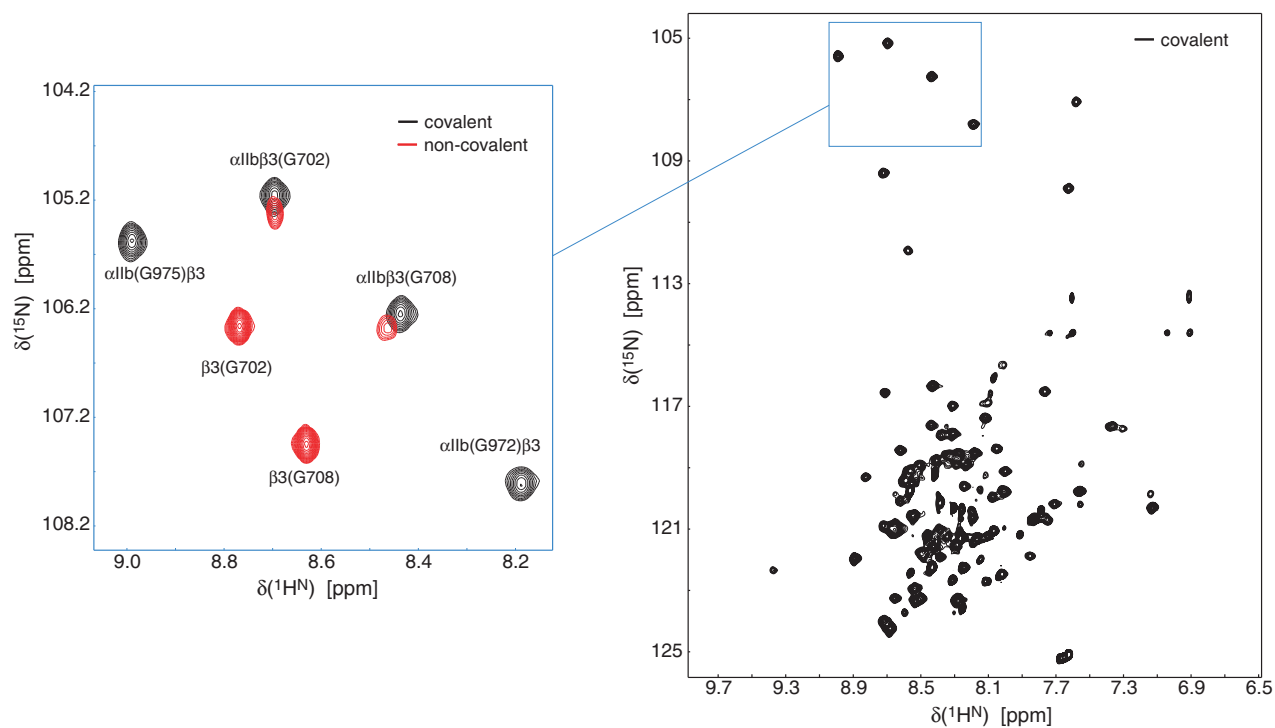 104.2
105.2
106.2
107.2
108.2
δ(¹⁵N) [ppm]
covalent
non-covalent
αIIbβ3(G702)
αIIb(G975)β3
αIIbβ3(G708)
β3(G702)
αIIb(G972)β3
β3(G708)
9.0 8.8 8.6 8.4 8.2
δ(¹Hᴺ) [ppm]
105
109
113
117
121
125
δ(¹⁵N) [ppm]
covalent
9.7 9.3 8.9 8.5 8.1 7.7 7.3 6.9 6.5
δ(¹Hᴺ) [ppm]